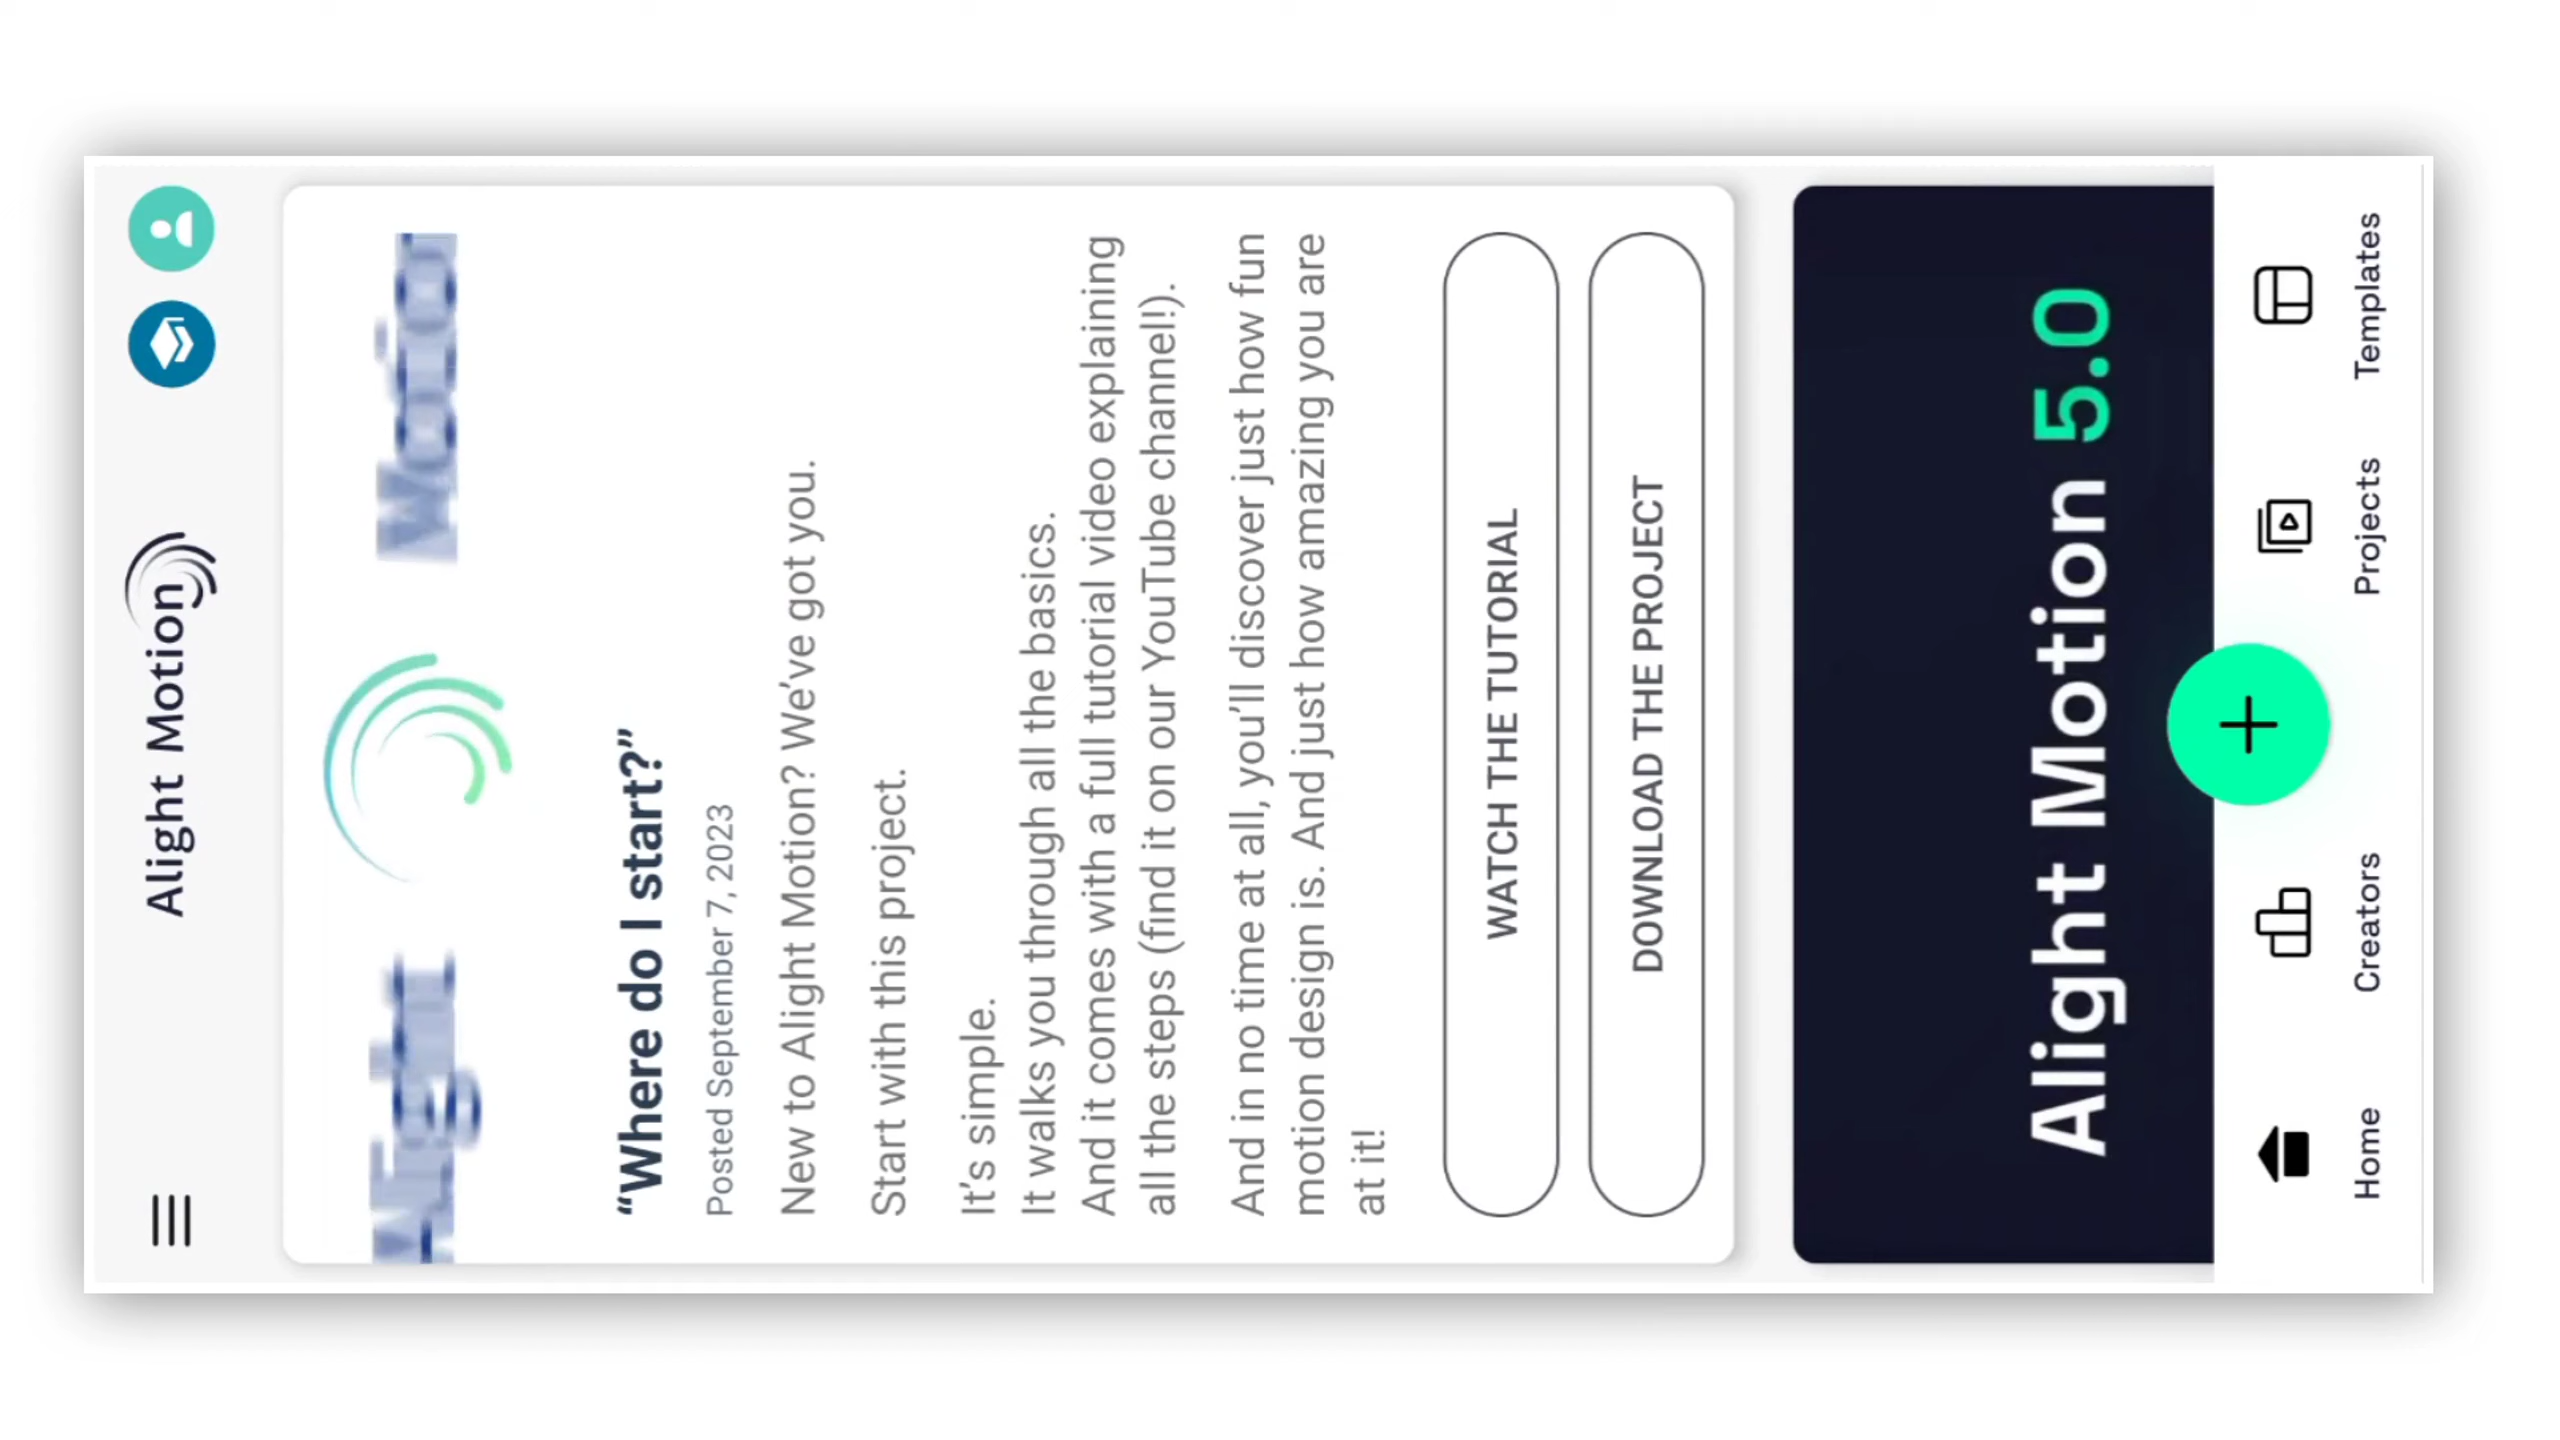 Alight Motion
“Where do I start?”
Posted September 7, 2023
New to Alight Motion? We’ve got you.
Start with this project.
It’s simple.
It walks you through all the basics.
And it comes with a full tutorial video explaining
all the steps (find it on our YouTube channel!).
And in no time at all, you’ll discover just how fun
motion design is. And just how amazing you are
at it!
WATCH THE TUTORIAL
DOWNLOAD THE PROJECT
Alight Motion 5.0
Home
Creators
Projects
Templates